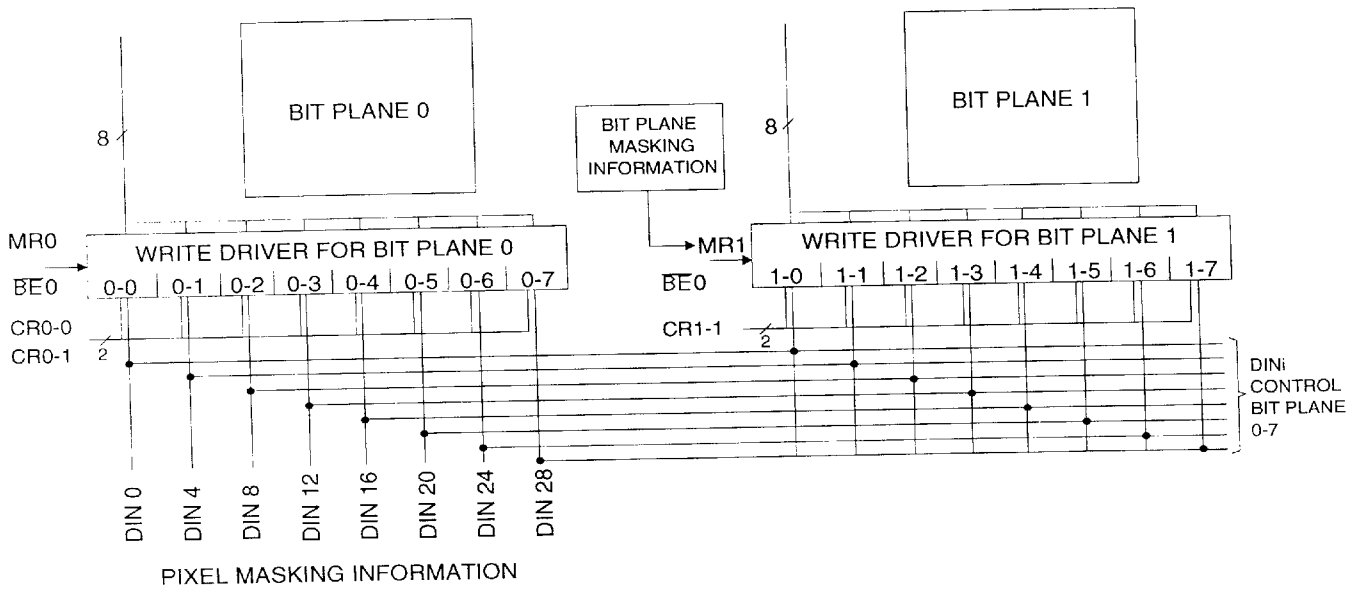 BIT PLANE 0
BIT PLANE 1
8
BIT PLANE
MASKING
INFORMATION
8
MR0
WRITE DRIVER FOR BIT PLANE 0
MR1
WRITE DRIVER FOR BIT PLANE 1
B̅E̅0
0-0 0-1 0-2 0-3 0-4 0-5 0-6 0-7
B̅E̅0
1-0 1-1 1-2 1-3 1-4 1-5 1-6 1-7
CR0-0
CR0-1
2
CR1-1
2
DINi
CONTROL
BIT PLANE
0-7
DIN 0
DIN 4
DIN 8
DIN 12
DIN 16
DIN 20
DIN 24
DIN 28
PIXEL MASKING INFORMATION